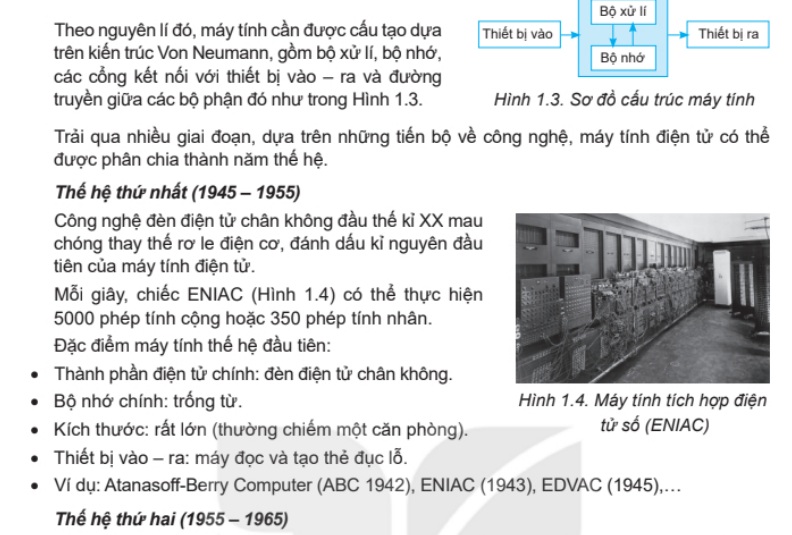 Theo nguyên lí đó, máy tính cần được cấu tạo dựa
trên kiến trúc Von Neumann, gồm bộ xử lí, bộ nhớ,
các cổng kết nối với thiết bị vào – ra và đường
truyền giữa các bộ phận đó như trong Hình 1.3.
Bộ xử lí
Thiết bị vào
Thiết bị ra
Bộ nhớ
Hình 1.3. Sơ đồ cấu trúc máy tính
Trải qua nhiều giai đoạn, dựa trên những tiến bộ về công nghệ, máy tính điện tử có thể
được phân chia thành năm thế hệ.
Thế hệ thứ nhất (1945 – 1955)
Công nghệ đèn điện tử chân không đầu thế kỉ XX mau
chóng thay thế rơ le điện cơ, đánh dấu kỉ nguyên đầu
tiên của máy tính điện tử.
Mỗi giây, chiếc ENIAC (Hình 1.4) có thể thực hiện
5000 phép tính cộng hoặc 350 phép tính nhân.
Đặc điểm máy tính thế hệ đầu tiên:
• Thành phần điện tử chính: đèn điện tử chân không.
• Bộ nhớ chính: trống từ.
• Kích thước: rất lớn (thường chiếm một căn phòng).
• Thiết bị vào – ra: máy đọc và tạo thẻ đục lỗ.
• Ví dụ: Atanasoff-Berry Computer (ABC 1942), ENIAC (1943), EDVAC (1945),…
Hình 1.4. Máy tính tích hợp điện
tử số (ENIAC)
Thế hệ thứ hai (1955 – 1965)